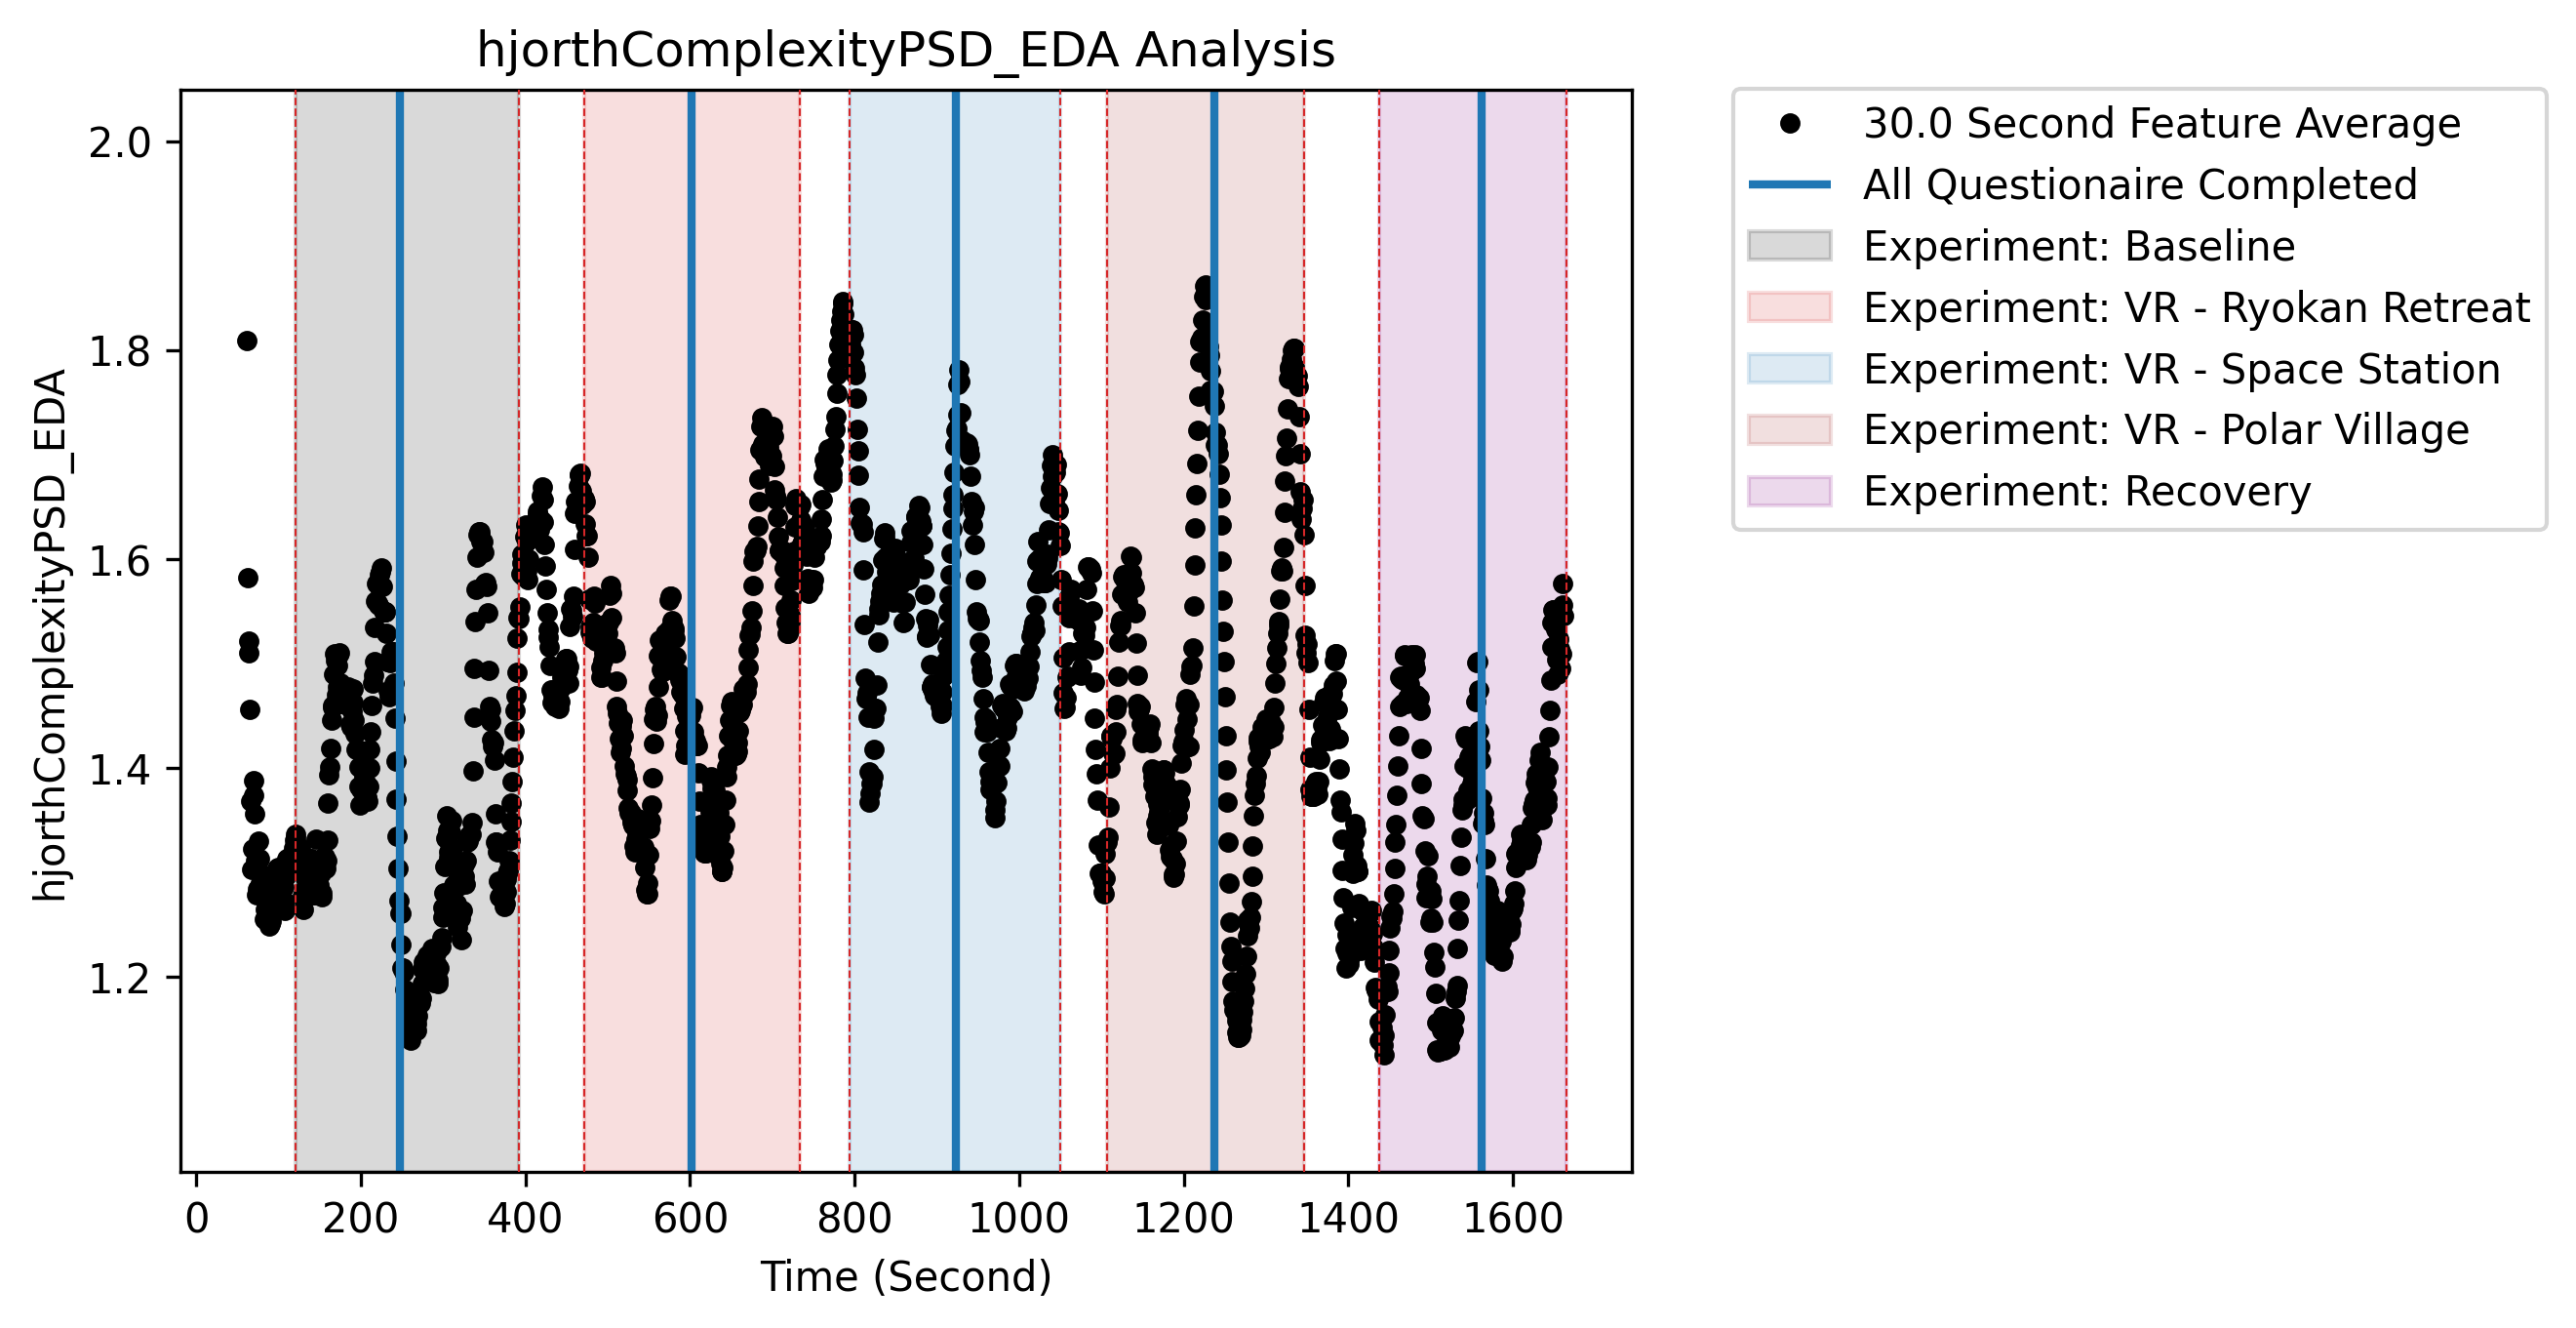 hjorthComplexityPSD_EDA Analysis
hjorthComplexityPSD_EDA
2.0
1.8
1.6
1.4
1.2
0 200 400 600 800 1000 1200 1400 1600
Time (Second)
30.0 Second Feature Average
All Questionaire Completed
Experiment: Baseline
Experiment: VR - Ryokan Retreat
Experiment: VR - Space Station
Experiment: VR - Polar Village
Experiment: Recovery